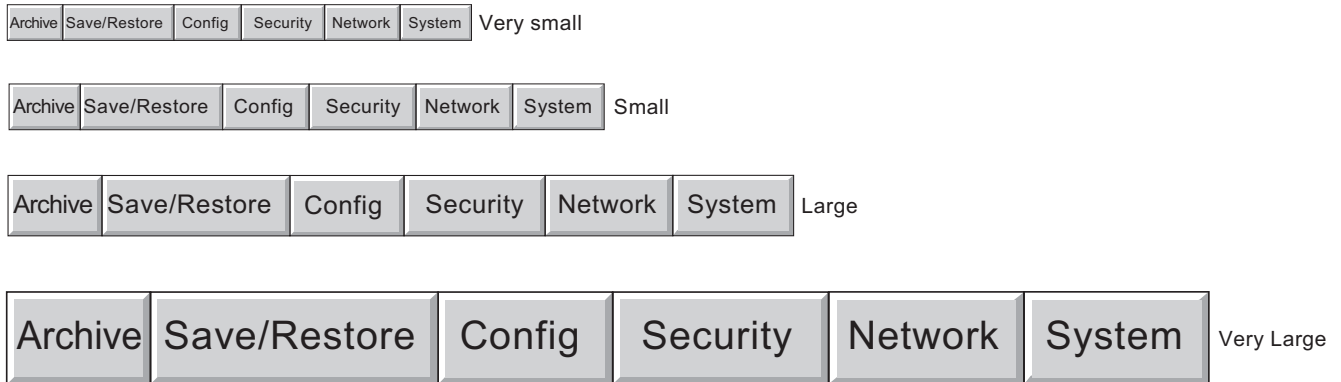 Archive Save/Restore Config Security Network System Very small
Archive Save/Restore Config Security Network System Small
Archive Save/Restore Config Security Network System Large
Archive Save/Restore Config Security Network System Very Large